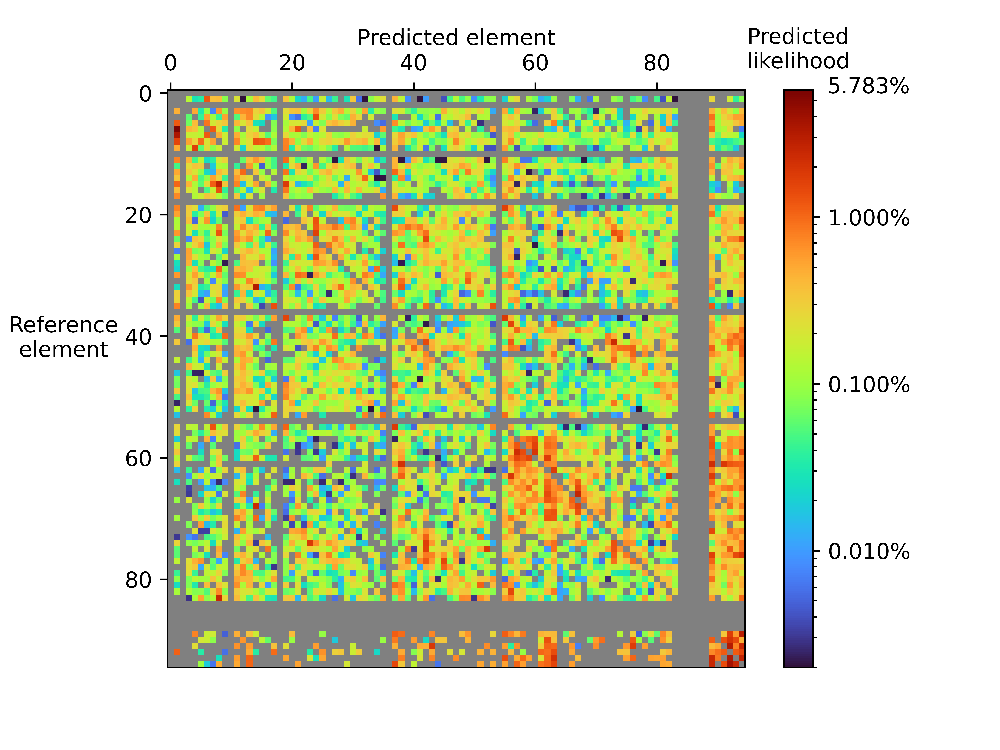 Predicted element
0 20 40 60 80
Predicted
likelihood
5.783%
1.000%
0.100%
0.010%
0
20
40
60
80
Reference
element